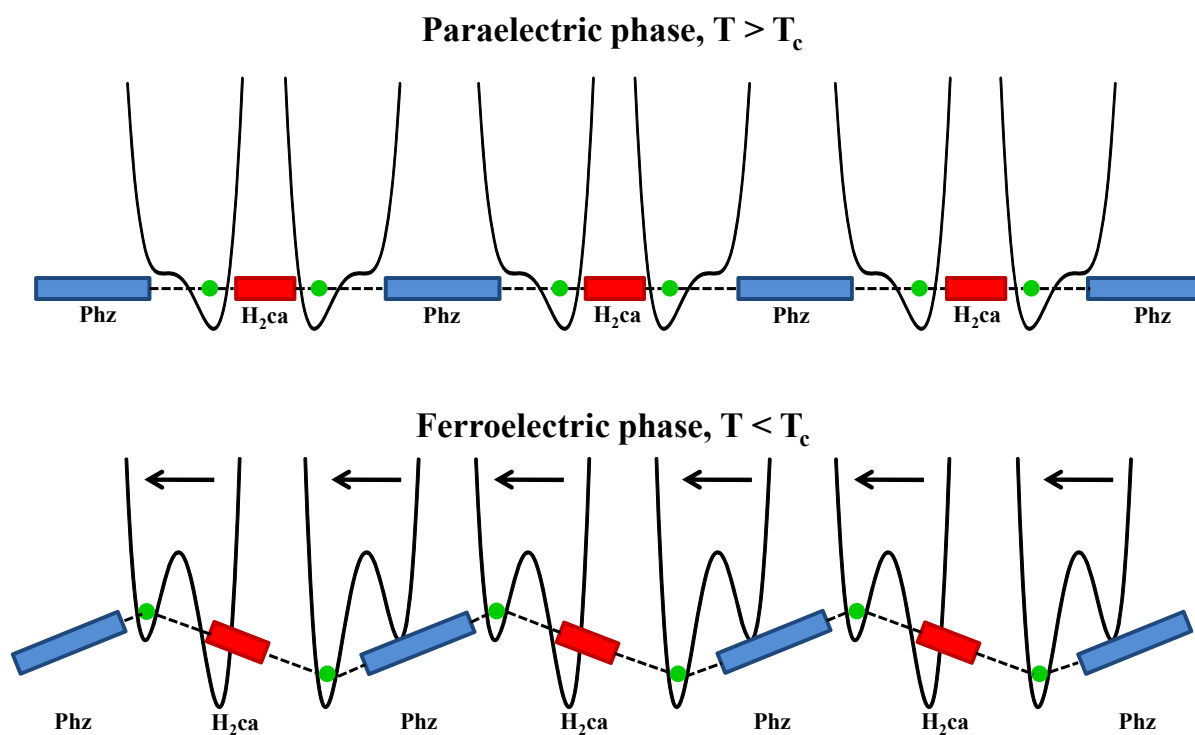 Paraelectric phase, T > Tc
Phz H₂ca Phz H₂ca Phz H₂ca Phz
Ferroelectric phase, T < Tc
Phz H₂ca Phz H₂ca Phz H₂ca Phz